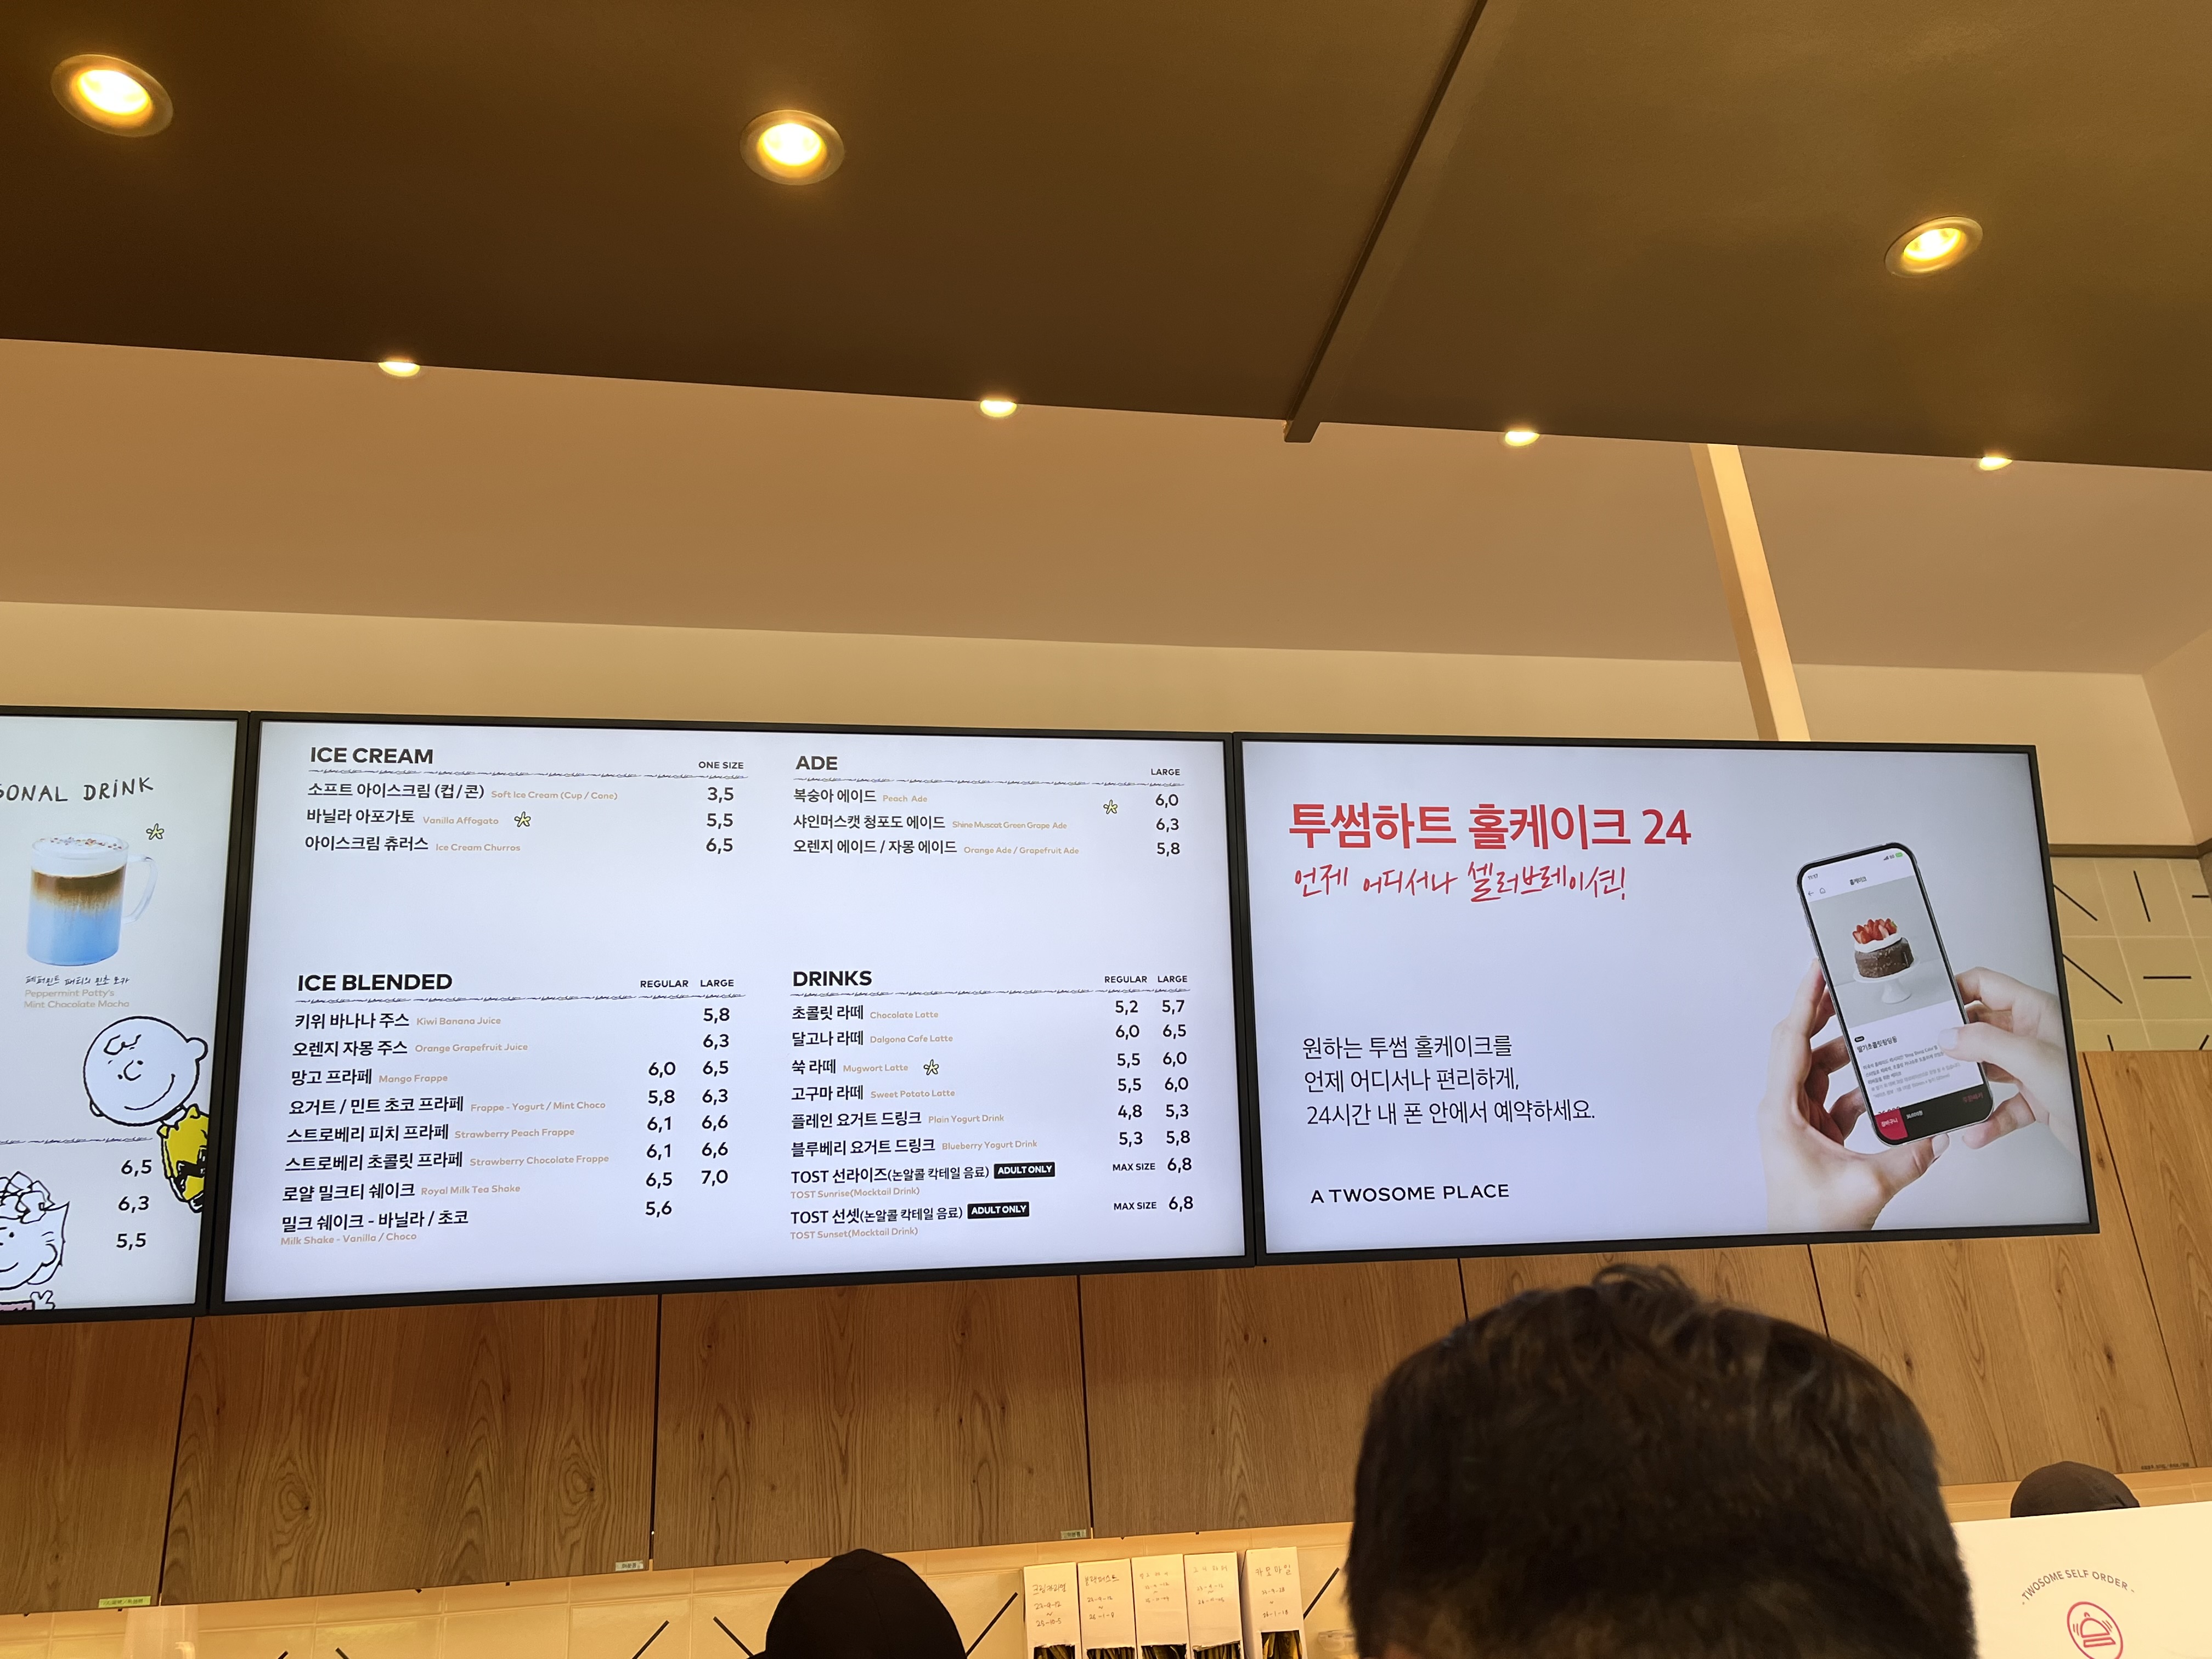 SONAL DRINK
페퍼민트 패티의 민초 모카
Peppermint Patty's
Mint Chocolate Mocha
6,5
6,3
5,5
ICE CREAM
ONE SIZE
소프트 아이스크림 (컵/콘) Soft Ice Cream (Cup / Cone) 3,5
바닐라 아포가토 Vanilla Affogato 5,5
아이스크림 츄러스 Ice Cream Churros 6,5
ADE
LARGE
복숭아 에이드 Peach Ade 6,0
샤인머스캣 청포도 에이드 Shine Muscat Green Grape Ade 6,3
오렌지 에이드 / 자몽 에이드 Orange Ade / Grapefruit Ade 5,8
ICE BLENDED
REGULAR LARGE
키위 바나나 주스 Kiwi Banana Juice 5,8
오렌지 자몽 주스 Orange Grapefruit Juice 6,3
망고 프라페 Mango Frappe 6,0 6,5
요거트 / 민트 초코 프라페 Frappe - Yogurt / Mint Choco 5,8 6,3
스트로베리 피치 프라페 Strawberry Peach Frappe 6,1 6,6
스트로베리 초콜릿 프라페 Strawberry Chocolate Frappe 6,1 6,6
로얄 밀크티 쉐이크 Royal Milk Tea Shake 6,5 7,0
밀크 쉐이크 - 바닐라 / 초코 5,6
Milk Shake - Vanilla / Choco
DRINKS
REGULAR LARGE
초콜릿 라떼 Chocolate Latte 5,2 5,7
달고나 라떼 Dalgona Cafe Latte 6,0 6,5
쑥 라떼 Mugwort Latte 5,5 6,0
고구마 라떼 Sweet Potato Latte 5,5 6,0
플레인 요거트 드링크 Plain Yogurt Drink 4,8 5,3
블루베리 요거트 드링크 Blueberry Yogurt Drink 5,3 5,8
TOST 선라이즈(논알콜 칵테일 음료) ADULT ONLY MAX SIZE 6,8
TOST Sunrise(Mocktail Drink)
TOST 선셋(논알콜 칵테일 음료) ADULT ONLY MAX SIZE 6,8
TOST Sunset(Mocktail Drink)
투썸하트 홀케이크 24
언제 어디서나 셀러브레이션!
원하는 투썸 홀케이크를
언제 어디서나 편리하게,
24시간 내 폰 안에서 예약하세요.
A TWOSOME PLACE
홀케이크
카모마일
TWOSOME SELF ORDER